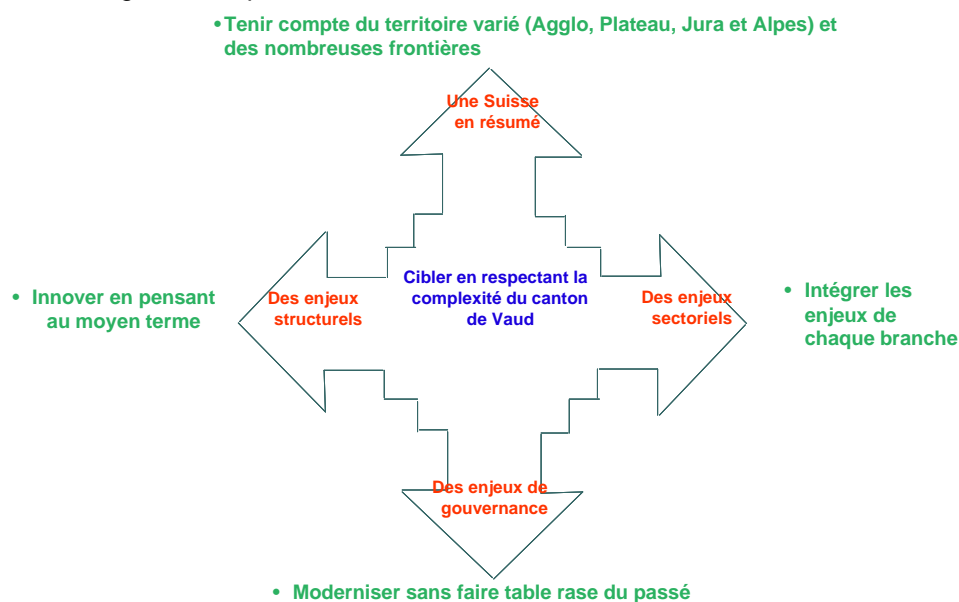 •Tenir compte du territoire varié (Agglo, Plateau, Jura et Alpes) et
des nombreuses frontières
Une Suisse
en résumé
Cibler en respectant la
complexité du canton
de Vaud
• Innover en pensant
au moyen terme
Des enjeux
structurels
Des enjeux
sectoriels
• Intégrer les
enjeux de
chaque branche
Des enjeux de
gouvernance
• Moderniser sans faire table rase du passé